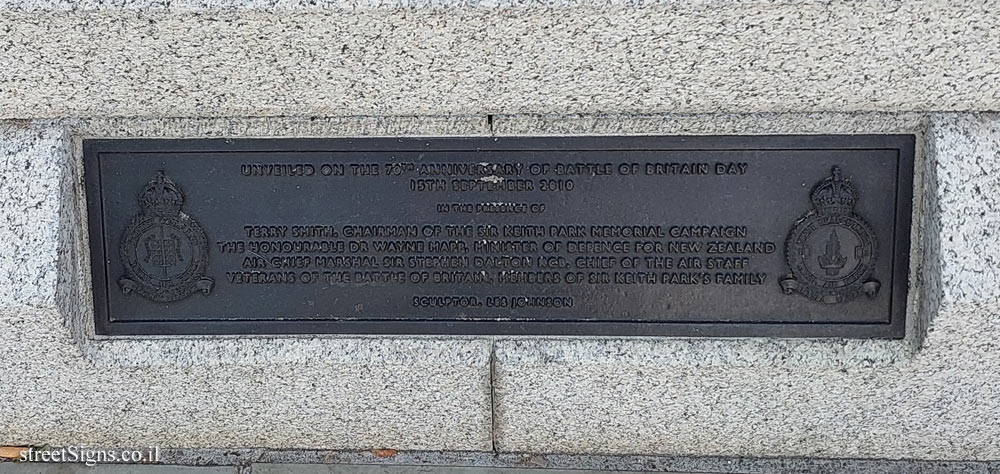 UNVEILED ON THE 70TH ANNIVERSARY OF BATTLE OF BRITAIN DAY
15TH SEPTEMBER 2010
IN THE PRESENCE OF
TERRY SMITH, CHAIRMAN OF THE SIR KEITH PARK MEMORIAL CAMPAIGN
THE HONOURABLE DR WAYNE MAPP, MINISTER OF DEFENCE FOR NEW ZEALAND
AIR CHIEF MARSHAL SIR STEPHEN DALTON KCB, CHIEF OF THE AIR STAFF
VETERANS OF THE BATTLE OF BRITAIN, MEMBERS OF SIR KEITH PARK'S FAMILY
SCULPTOR, LES JOHNSON
streetSigns.co.il